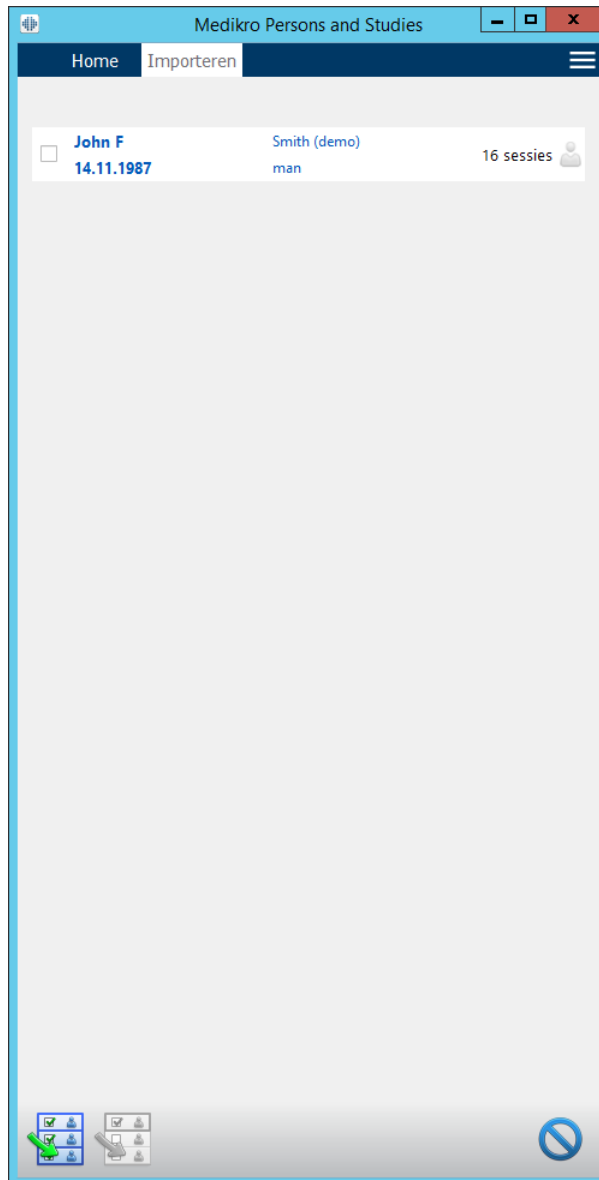 Medikro Persons and Studies
Home Importeren
John F Smith (demo) 16 sessies
14.11.1987 man